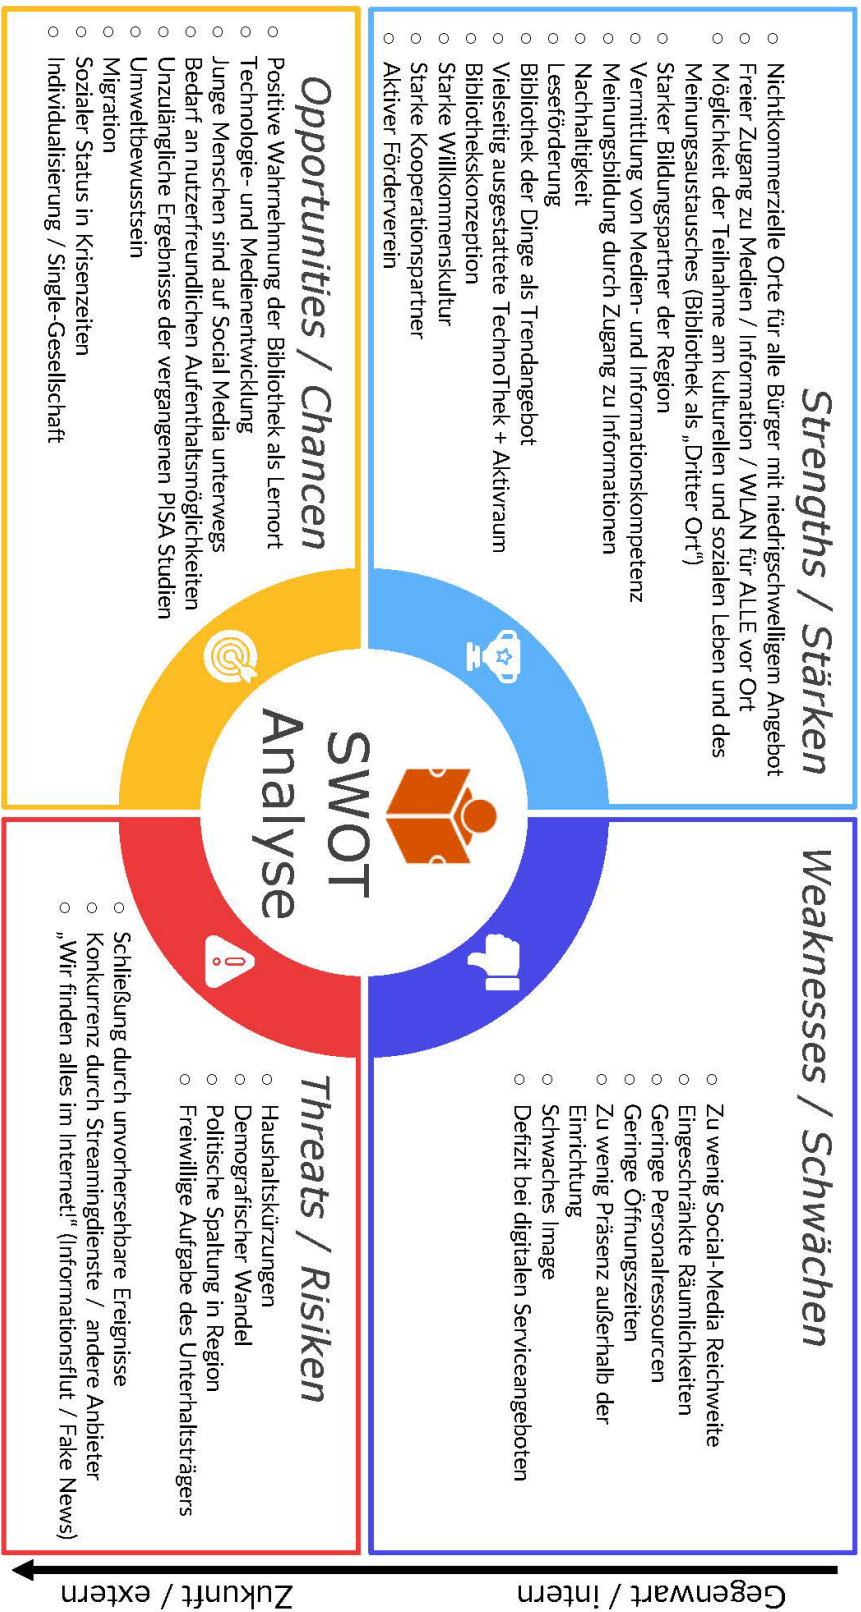 Strengths / Stärken
○ Nichtkommerzielle Orte für alle Bürger mit niedrigschwelligem Angebot
○ Freier Zugang zu Medien / Information / WLAN für ALLE vor Ort
○ Möglichkeit der Teilnahme am kulturellen und sozialen Leben und des
Meinungsaustausches (Bibliothek als „Dritter Ort“)
○ Starker Bildungspartner der Region
○ Vermittlung von Medien- und Informationskompetenz
○ Meinungsbildung durch Zugang zu Informationen
○ Nachhaltigkeit
○ Leseförderung
○ Bibliothek der Dinge als Trendangebot
○ Vielseitig ausgestattete TechnoThek + Aktivraum
○ Bibliothekskonzeption
○ Starke Willkommenskultur
○ Starke Kooperationspartner
○ Aktiver Förderverein
Weaknesses / Schwächen
○ Zu wenig Social-Media Reichweite
○ Eingeschränkte Räumlichkeiten
○ Geringe Personalressourcen
○ Geringe Öffnungszeiten
○ Zu wenig Präsenz außerhalb der
Einrichtung
○ Schwaches Image
○ Defizit bei digitalen Serviceangeboten
SWOT
Analyse
Opportunities / Chancen
○ Positive Wahrnehmung der Bibliothek als Lernort
○ Technologie- und Medienentwicklung
○ Junge Menschen sind auf Social Media unterwegs
○ Bedarf an nutzerfreundlichen Aufenthaltsmöglichkeiten
○ Unzulängliche Ergebnisse der vergangenen PISA Studien
○ Umweltbewusstsein
○ Migration
○ Sozialer Status in Krisenzeiten
○ Individualisierung / Single-Gesellschaft
Threats / Risiken
○ Haushaltskürzungen
○ Demografischer Wandel
○ Politische Spaltung in Region
○ Freiwillige Aufgabe des Unterhaltsträgers
○ Schließung durch unvorhersehbare Ereignisse
○ Konkurrenz durch Streamingdienste / andere Anbieter
○ „Wir finden alles im Internet!“ (Informationsflut / Fake News)
Gegenwart / intern
Zukunft / extern